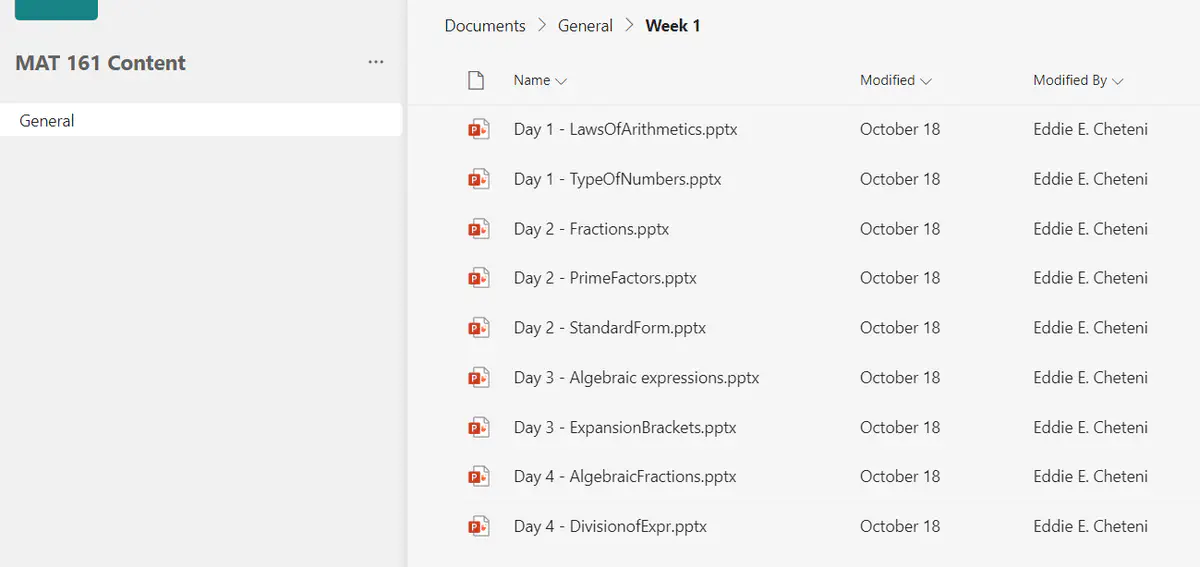 MAT 161 Content
General
Documents > General > Week 1
Name Modified Modified By
Day 1 - LawsOfArithmetics.pptx October 18 Eddie E. Cheteni
Day 1 - TypeOfNumbers.pptx October 18 Eddie E. Cheteni
Day 2 - Fractions.pptx October 18 Eddie E. Cheteni
Day 2 - PrimeFactors.pptx October 18 Eddie E. Cheteni
Day 2 - StandardForm.pptx October 18 Eddie E. Cheteni
Day 3 - Algebraic expressions.pptx October 18 Eddie E. Cheteni
Day 3 - ExpansionBrackets.pptx October 18 Eddie E. Cheteni
Day 4 - AlgebraicFractions.pptx October 18 Eddie E. Cheteni
Day 4 - DivisionofExpr.pptx October 18 Eddie E. Cheteni